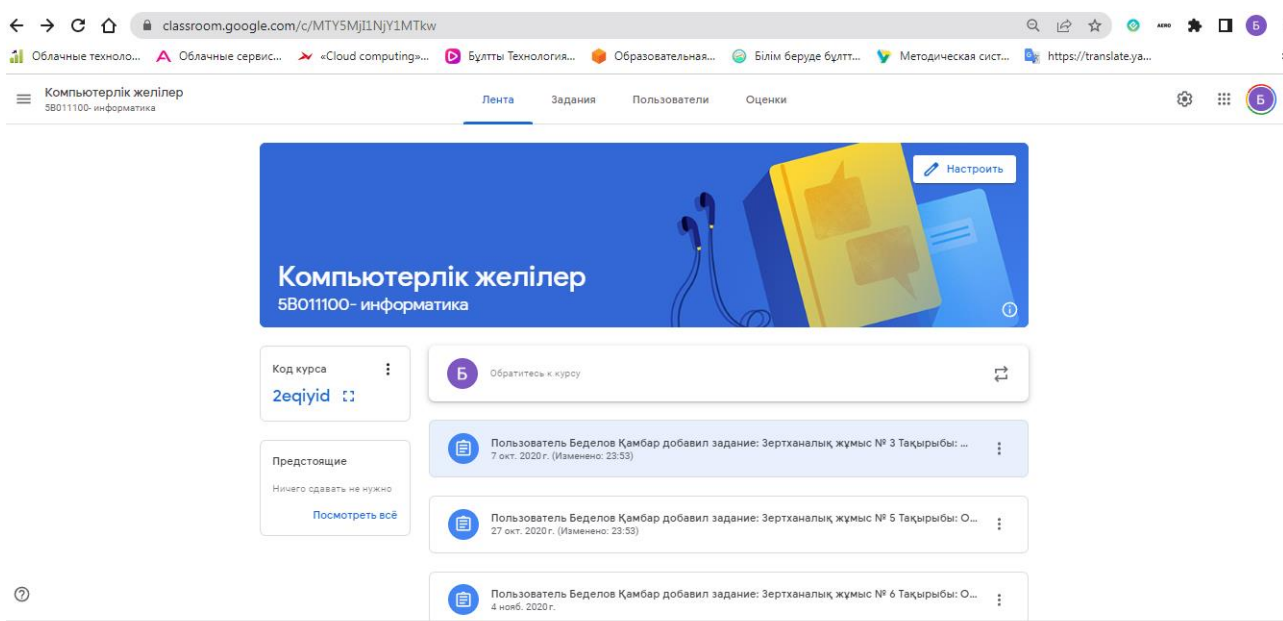 classroom.google.com/c/MTY5MjI1NjY1MTkw
AERO
Б
Облачные техноло...
Облачные сервис...
«Cloud computing»...
Бұлтты Технология...
Образовательная...
Білім беруде бұлтт...
Методическая сист...
https://translate.ya...
Компьютерлік желілер
5В011100- информатика
Лента
Задания
Пользователи
Оценки
Б
Настроить
Компьютерлік желілер
5В011100- информатика
Код курса
2eqiyid
Б
Обратитесь к курсу
Предстоящие
Ничего сдавать не нужно
Посмотреть всё
Пользователь Беделов Қамбар добавил задание: Зертханалық жұмыс № 3 Тақырыбы: ...
7 окт. 2020 г. (Изменено: 23:53)
Пользователь Беделов Қамбар добавил задание: Зертханалық жұмыс № 5 Тақырыбы: О...
27 окт. 2020 г. (Изменено: 23:53)
Пользователь Беделов Қамбар добавил задание: Зертханалық жұмыс № 6 Тақырыбы: О...
4 нояб. 2020 г.